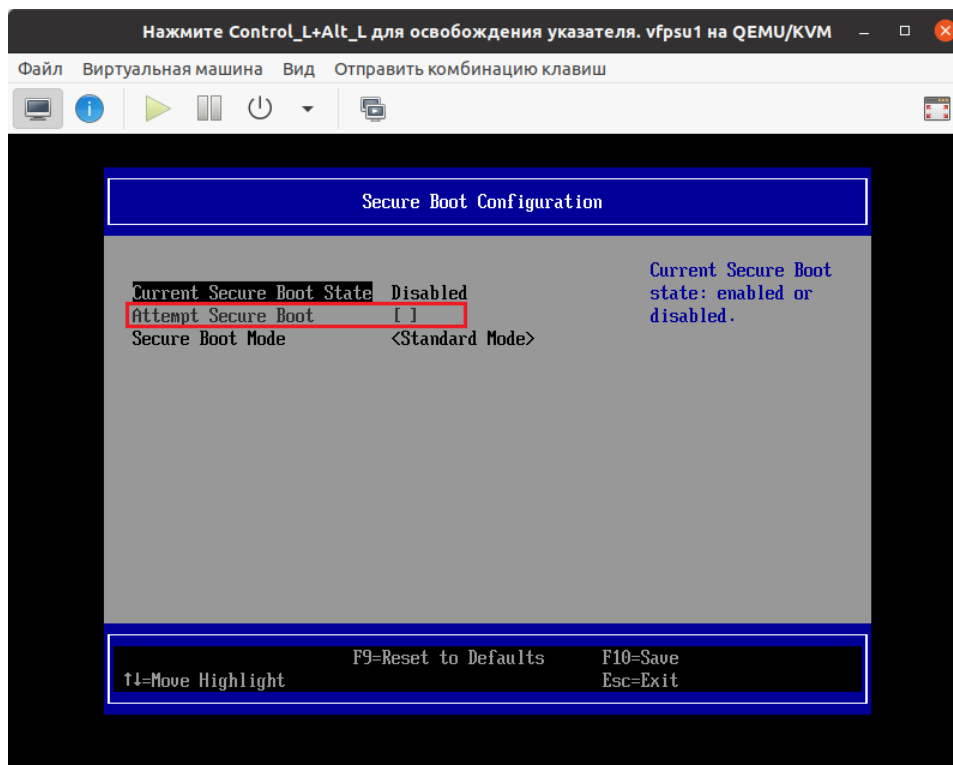 Нажмите Control_L+Alt_L для освобождения указателя. vfpsu1 на QEMU/KVM
Файл Виртуальная машина Вид Отправить комбинацию клавиш
Secure Boot Configuration
Current Secure Boot State Disabled
Attempt Secure Boot [ ]
Secure Boot Mode <Standard Mode>
Current Secure Boot
state: enabled or
disabled.
F9=Reset to Defaults F10=Save
↑↓=Move Highlight Esc=Exit